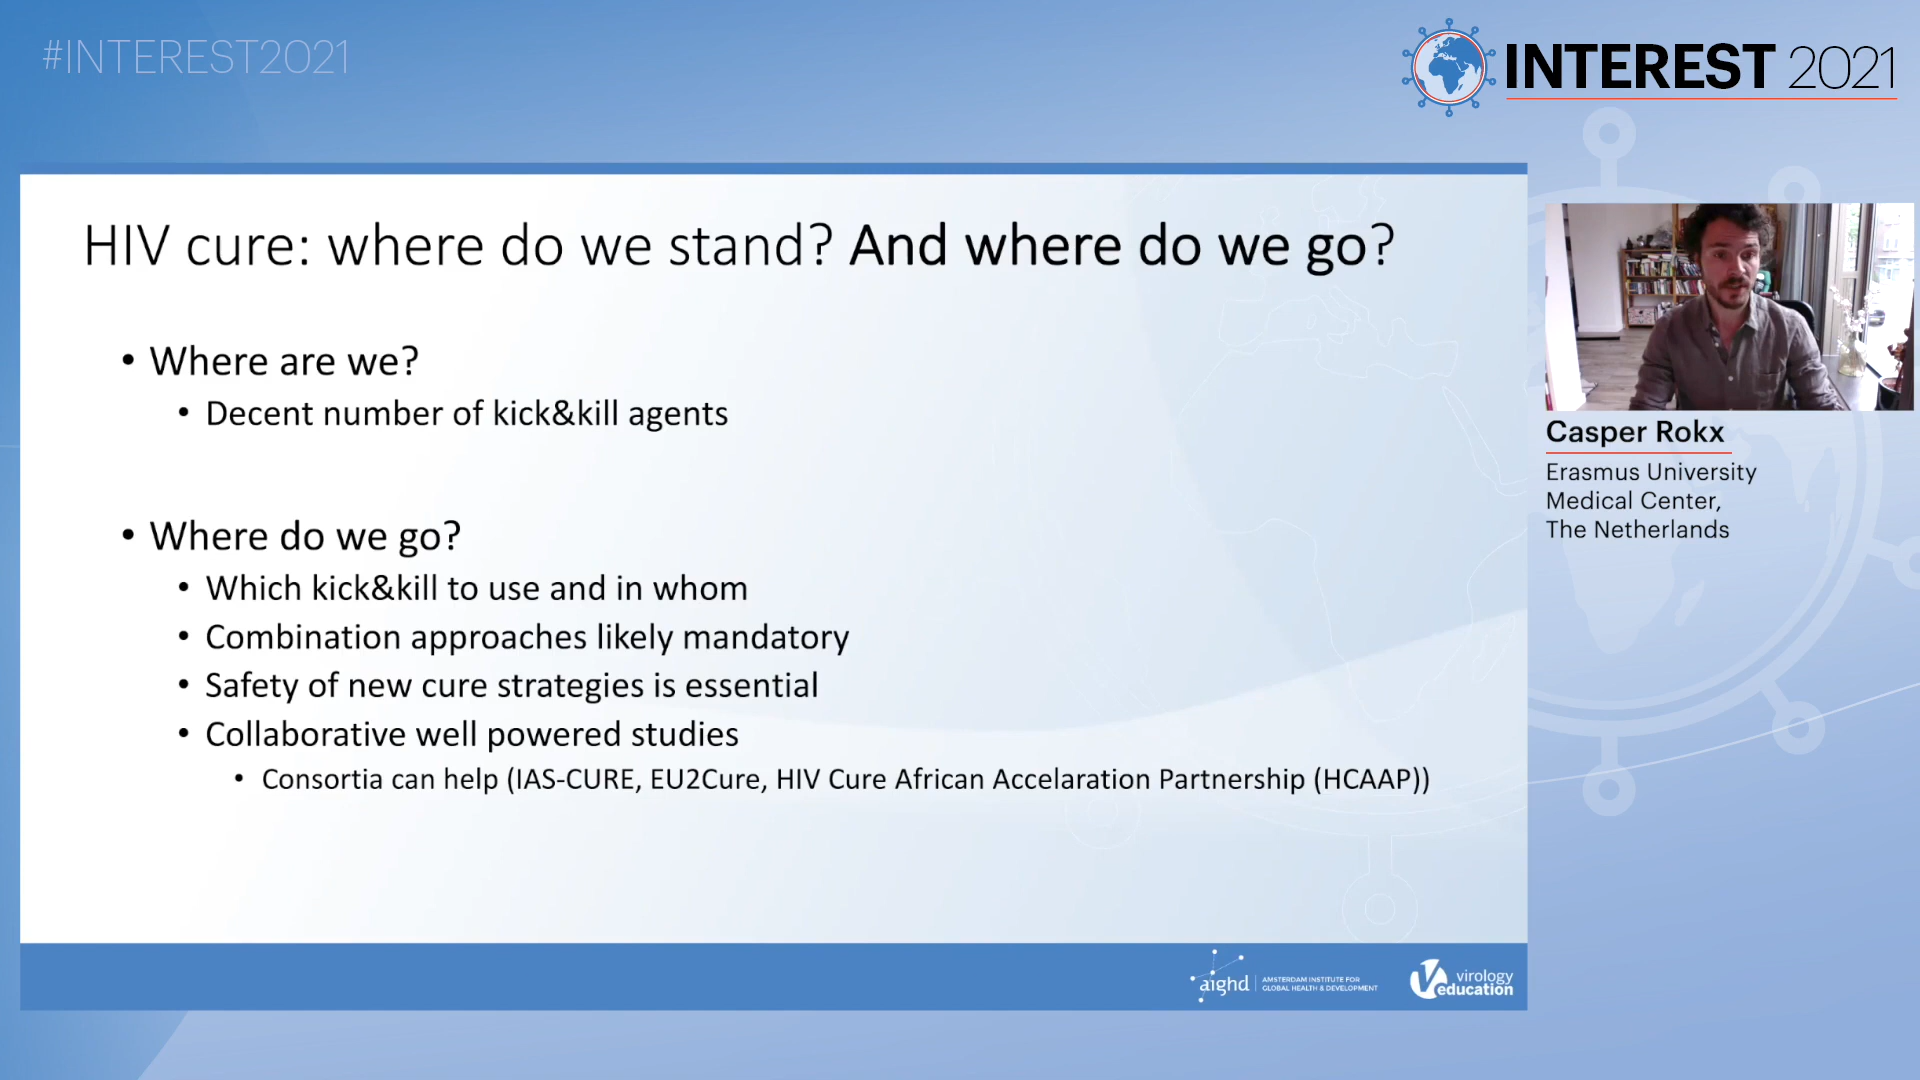 #INTEREST2021
INTEREST 2021
HIV cure: where do we stand? And where do we go?
• Where are we?
• Decent number of kick&kill agents
• Where do we go?
• Which kick&kill to use and in whom
• Combination approaches likely mandatory
• Safety of new cure strategies is essential
• Collaborative well powered studies
• Consortia can help (IAS-CURE, EU2Cure, HIV Cure African Accelaration Partnership (HCAAP))
Casper Rokx
Erasmus University
Medical Center,
The Netherlands
aighd
AMSTERDAM INSTITUTE FOR
GLOBAL HEALTH & DEVELOPMENT
virology
education